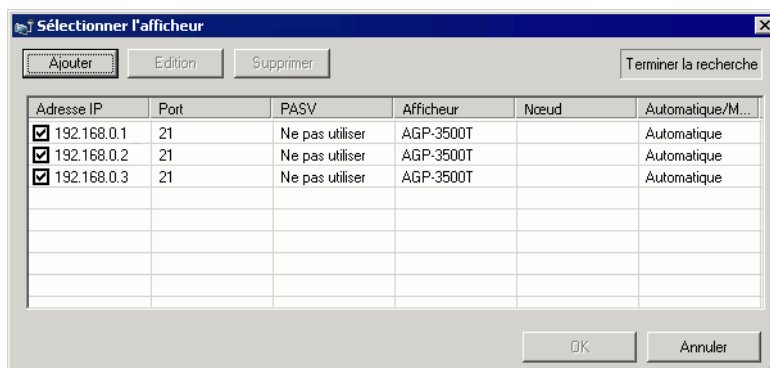 Sélectionner l'afficheur
Ajouter Edition Supprimer Terminer la recherche
Adresse IP Port PASV Afficheur Nœud Automatique/M...
192.168.0.1 21 Ne pas utiliser AGP-3500T Automatique
192.168.0.2 21 Ne pas utiliser AGP-3500T Automatique
192.168.0.3 21 Ne pas utiliser AGP-3500T Automatique
OK Annuler